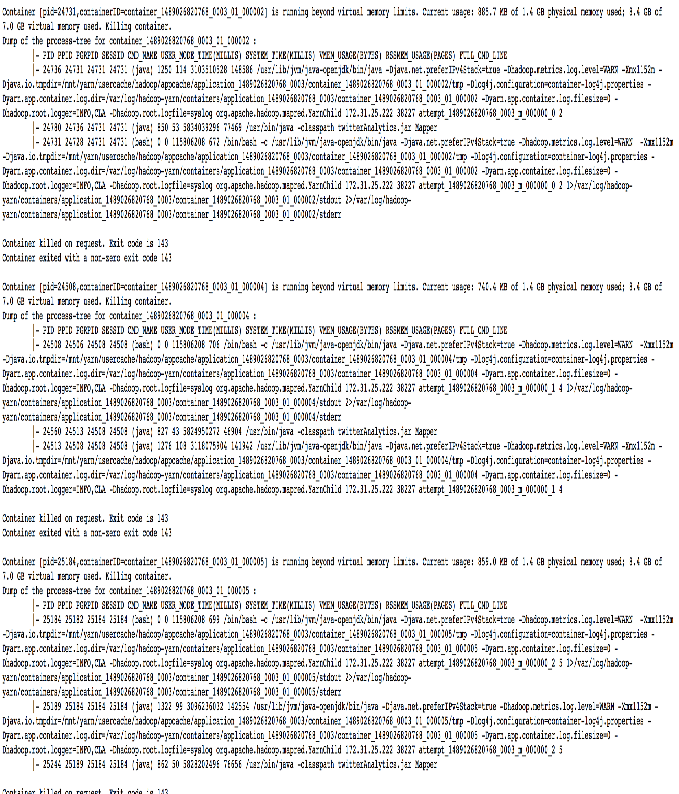 Container [pid=24731,containerID=container_1489026820768_0003_01_000002] is running beyond virtual memory limits. Current usage: 885.7 MB of 1.4 GB physical memory used; 8.4 GB of
7.0 GB virtual memory used. Killing container.
Dump of the process-tree for container_1489026820768_0003_01_000002 :
|- PID PPID PGRPID SESSID CMD_NAME USER_MODE_TIME(MILLIS) SYSTEM_TIME(MILLIS) VMEM_USAGE(BYTES) RSSMEM_USAGE(PAGES) FULL_CMD_LINE
|- 24736 24731 24731 24731 (java) 1250 114 3103510528 148586 /usr/lib/jvm/java-openjdk/bin/java -Djava.net.preferIPv4Stack=true -Dhadoop.metrics.log.level=WARN -Xmx1152m -
Djava.io.tmpdir=/mnt/yarn/usercache/hadoop/appcache/application_1489026820768_0003/container_1489026820768_0003_01_000002/tmp -Dlog4j.configuration=container-log4j.properties -
Dyarn.app.container.log.dir=/var/log/hadoop-yarn/containers/application_1489026820768_0003/container_1489026820768_0003_01_000002 -Dyarn.app.container.log.filesize=0 -
Dhadoop.root.logger=INFO,CLA -Dhadoop.root.logfile=syslog org.apache.hadoop.mapred.YarnChild 172.31.25.222 38227 attempt_1489026820768_0003_m_000000_0 2
|- 24780 24736 24731 24731 (java) 850 53 5834039296 77469 /usr/bin/java -classpath twitterAnalytics.jar Mapper
|- 24731 24728 24731 24731 (bash) 0 0 115806208 672 /bin/bash -c /usr/lib/jvm/java-openjdk/bin/java -Djava.net.preferIPv4Stack=true -Dhadoop.metrics.log.level=WARN -Xmx1152m
-Djava.io.tmpdir=/mnt/yarn/usercache/hadoop/appcache/application_1489026820768_0003/container_1489026820768_0003_01_000002/tmp -Dlog4j.configuration=container-log4j.properties -
Dyarn.app.container.log.dir=/var/log/hadoop-yarn/containers/application_1489026820768_0003/container_1489026820768_0003_01_000002 -Dyarn.app.container.log.filesize=0 -
Dhadoop.root.logger=INFO,CLA -Dhadoop.root.logfile=syslog org.apache.hadoop.mapred.YarnChild 172.31.25.222 38227 attempt_1489026820768_0003_m_000000_0 2 1>/var/log/hadoop-
yarn/containers/application_1489026820768_0003/container_1489026820768_0003_01_000002/stdout 2>/var/log/hadoop-
yarn/containers/application_1489026820768_0003/container_1489026820768_0003_01_000002/stderr
Container killed on request. Exit code is 143
Container exited with a non-zero exit code 143
Container [pid=24508,containerID=container_1489026820768_0003_01_000004] is running beyond virtual memory limits. Current usage: 740.4 MB of 1.4 GB physical memory used; 8.4 GB of
7.0 GB virtual memory used. Killing container.
Dump of the process-tree for container_1489026820768_0003_01_000004 :
|- PID PPID PGRPID SESSID CMD_NAME USER_MODE_TIME(MILLIS) SYSTEM_TIME(MILLIS) VMEM_USAGE(BYTES) RSSMEM_USAGE(PAGES) FULL_CMD_LINE
|- 24508 24506 24508 24508 (bash) 0 0 115806208 706 /bin/bash -c /usr/lib/jvm/java-openjdk/bin/java -Djava.net.preferIPv4Stack=true -Dhadoop.metrics.log.level=WARN -Xmx1152m
-Djava.io.tmpdir=/mnt/yarn/usercache/hadoop/appcache/application_1489026820768_0003/container_1489026820768_0003_01_000004/tmp -Dlog4j.configuration=container-log4j.properties -
Dyarn.app.container.log.dir=/var/log/hadoop-yarn/containers/application_1489026820768_0003/container_1489026820768_0003_01_000004 -Dyarn.app.container.log.filesize=0 -
Dhadoop.root.logger=INFO,CLA -Dhadoop.root.logfile=syslog org.apache.hadoop.mapred.YarnChild 172.31.25.222 38227 attempt_1489026820768_0003_m_000000_1 4 1>/var/log/hadoop-
yarn/containers/application_1489026820768_0003/container_1489026820768_0003_01_000004/stdout 2>/var/log/hadoop-
yarn/containers/application_1489026820768_0003/container_1489026820768_0003_01_000004/stderr
|- 24560 24513 24508 24508 (java) 827 43 5824950272 46904 /usr/bin/java -classpath twitterAnalytics.jar Mapper
|- 24513 24508 24508 24508 (java) 1276 108 3118075904 141942 /usr/lib/jvm/java-openjdk/bin/java -Djava.net.preferIPv4Stack=true -Dhadoop.metrics.log.level=WARN -Xmx1152m -
Djava.io.tmpdir=/mnt/yarn/usercache/hadoop/appcache/application_1489026820768_0003/container_1489026820768_0003_01_000004/tmp -Dlog4j.configuration=container-log4j.properties -
Dyarn.app.container.log.dir=/var/log/hadoop-yarn/containers/application_1489026820768_0003/container_1489026820768_0003_01_000004 -Dyarn.app.container.log.filesize=0 -
Dhadoop.root.logger=INFO,CLA -Dhadoop.root.logfile=syslog org.apache.hadoop.mapred.YarnChild 172.31.25.222 38227 attempt_1489026820768_0003_m_000000_1 4
Container killed on request. Exit code is 143
Container exited with a non-zero exit code 143
Container [pid=25184,containerID=container_1489026820768_0003_01_000005] is running beyond virtual memory limits. Current usage: 859.0 MB of 1.4 GB physical memory used; 8.4 GB of
7.0 GB virtual memory used. Killing container.
Dump of the process-tree for container_1489026820768_0003_01_000005 :
|- PID PPID PGRPID SESSID CMD_NAME USER_MODE_TIME(MILLIS) SYSTEM_TIME(MILLIS) VMEM_USAGE(BYTES) RSSMEM_USAGE(PAGES) FULL_CMD_LINE
|- 25184 25182 25184 25184 (bash) 0 0 115806208 693 /bin/bash -c /usr/lib/jvm/java-openjdk/bin/java -Djava.net.preferIPv4Stack=true -Dhadoop.metrics.log.level=WARN -Xmx1152m
-Djava.io.tmpdir=/mnt/yarn/usercache/hadoop/appcache/application_1489026820768_0003/container_1489026820768_0003_01_000005/tmp -Dlog4j.configuration=container-log4j.properties -
Dyarn.app.container.log.dir=/var/log/hadoop-yarn/containers/application_1489026820768_0003/container_1489026820768_0003_01_000005 -Dyarn.app.container.log.filesize=0 -
Dhadoop.root.logger=INFO,CLA -Dhadoop.root.logfile=syslog org.apache.hadoop.mapred.YarnChild 172.31.25.222 38227 attempt_1489026820768_0003_m_000000_2 5 1>/var/log/hadoop-
yarn/containers/application_1489026820768_0003/container_1489026820768_0003_01_000005/stdout 2>/var/log/hadoop-
yarn/containers/application_1489026820768_0003/container_1489026820768_0003_01_000005/stderr
|- 25189 25184 25184 25184 (java) 1322 99 3096236032 142554 /usr/lib/jvm/java-openjdk/bin/java -Djava.net.preferIPv4Stack=true -Dhadoop.metrics.log.level=WARN -Xmx1152m -
Djava.io.tmpdir=/mnt/yarn/usercache/hadoop/appcache/application_1489026820768_0003/container_1489026820768_0003_01_000005/tmp -Dlog4j.configuration=container-log4j.properties -
Dyarn.app.container.log.dir=/var/log/hadoop-yarn/containers/application_1489026820768_0003/container_1489026820768_0003_01_000005 -Dyarn.app.container.log.filesize=0 -
Dhadoop.root.logger=INFO,CLA -Dhadoop.root.logfile=syslog org.apache.hadoop.mapred.YarnChild 172.31.25.222 38227 attempt_1489026820768_0003_m_000000_2 5
|- 25244 25189 25184 25184 (java) 862 50 5828202496 76656 /usr/bin/java -classpath twitterAnalytics.jar Mapper
Container killed on request. Exit code is 143